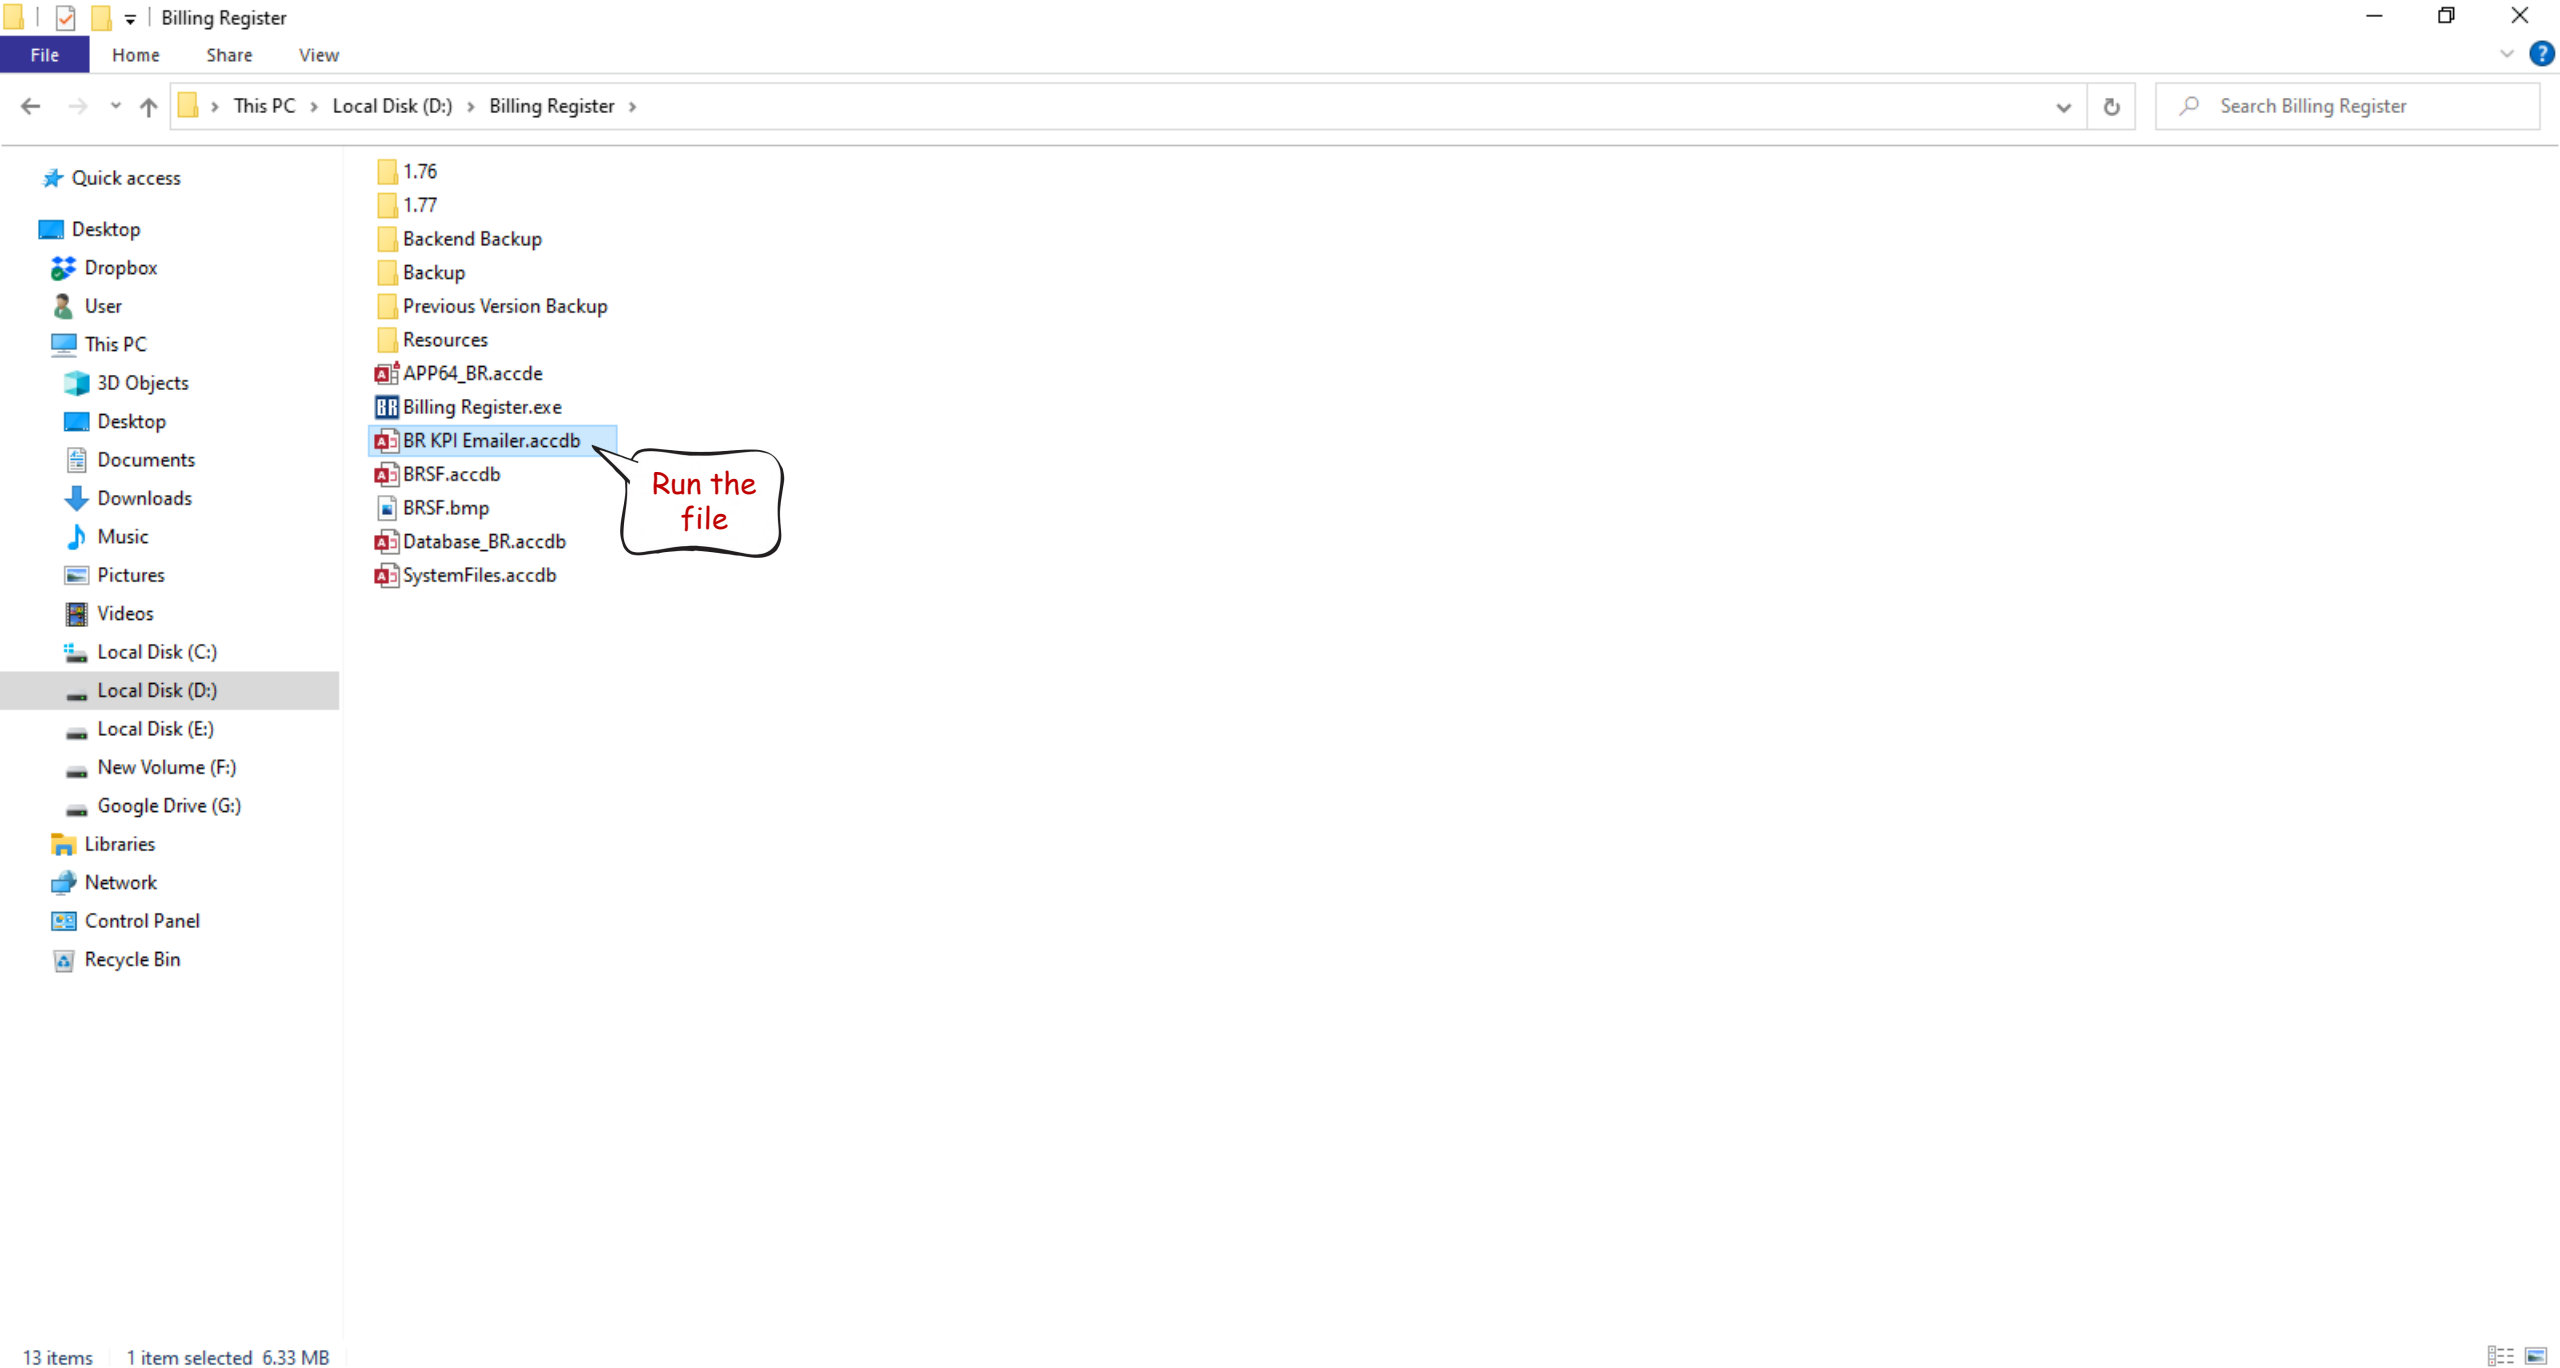 Billing Register
File Home Share View
This PC Local Disk (D:) Billing Register
Search Billing Register
Quick access
Desktop
Dropbox
User
This PC
3D Objects
Desktop
Documents
Downloads
Music
Pictures
Videos
Local Disk (C:)
Local Disk (D:)
Local Disk (E:)
New Volume (F:)
Google Drive (G:)
Libraries
Network
Control Panel
Recycle Bin
1.76
1.77
Backend Backup
Backup
Previous Version Backup
Resources
APP64_BR.accde
Billing Register.exe
BR KPI Emailer.accdb
BRSF.accdb
BRSF.bmp
Database_BR.accdb
SystemFiles.accdb
Run the
file
13 items 1 item selected 6.33 MB